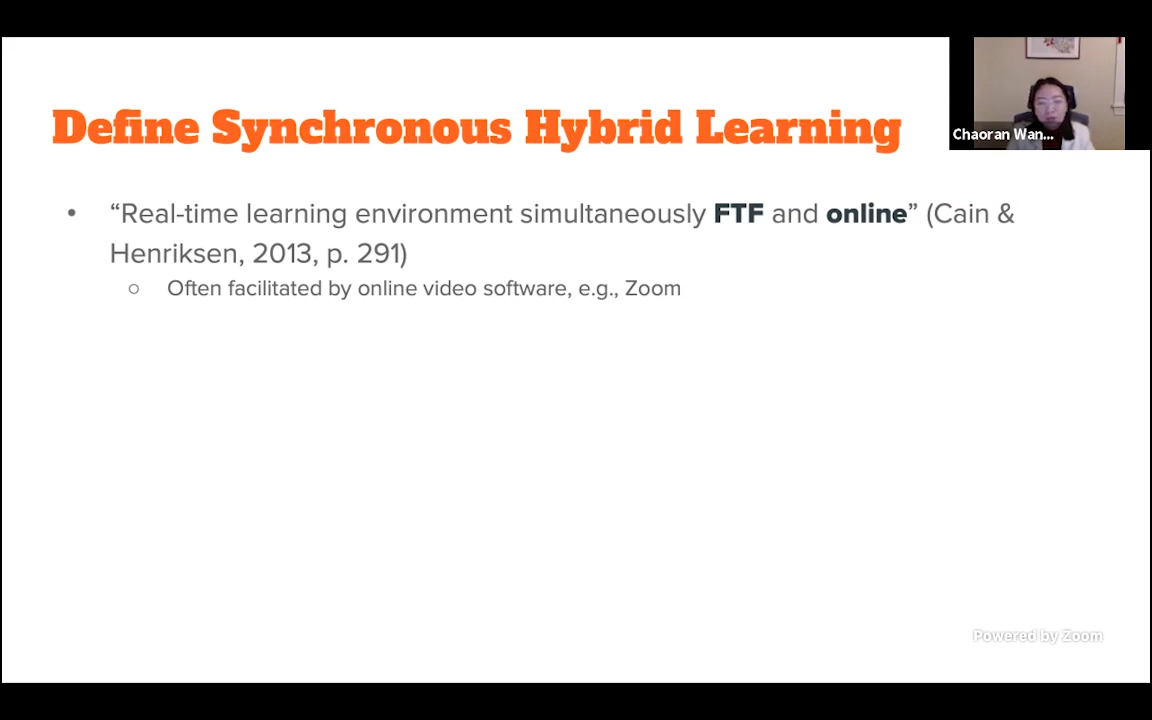 Define Synchronous Hybrid Learning
Chaoran Wan...
• “Real-time learning environment simultaneously FTF and online” (Cain &
Henriksen, 2013, p. 291)
○ Often facilitated by online video software, e.g., Zoom
Powered by Zoom